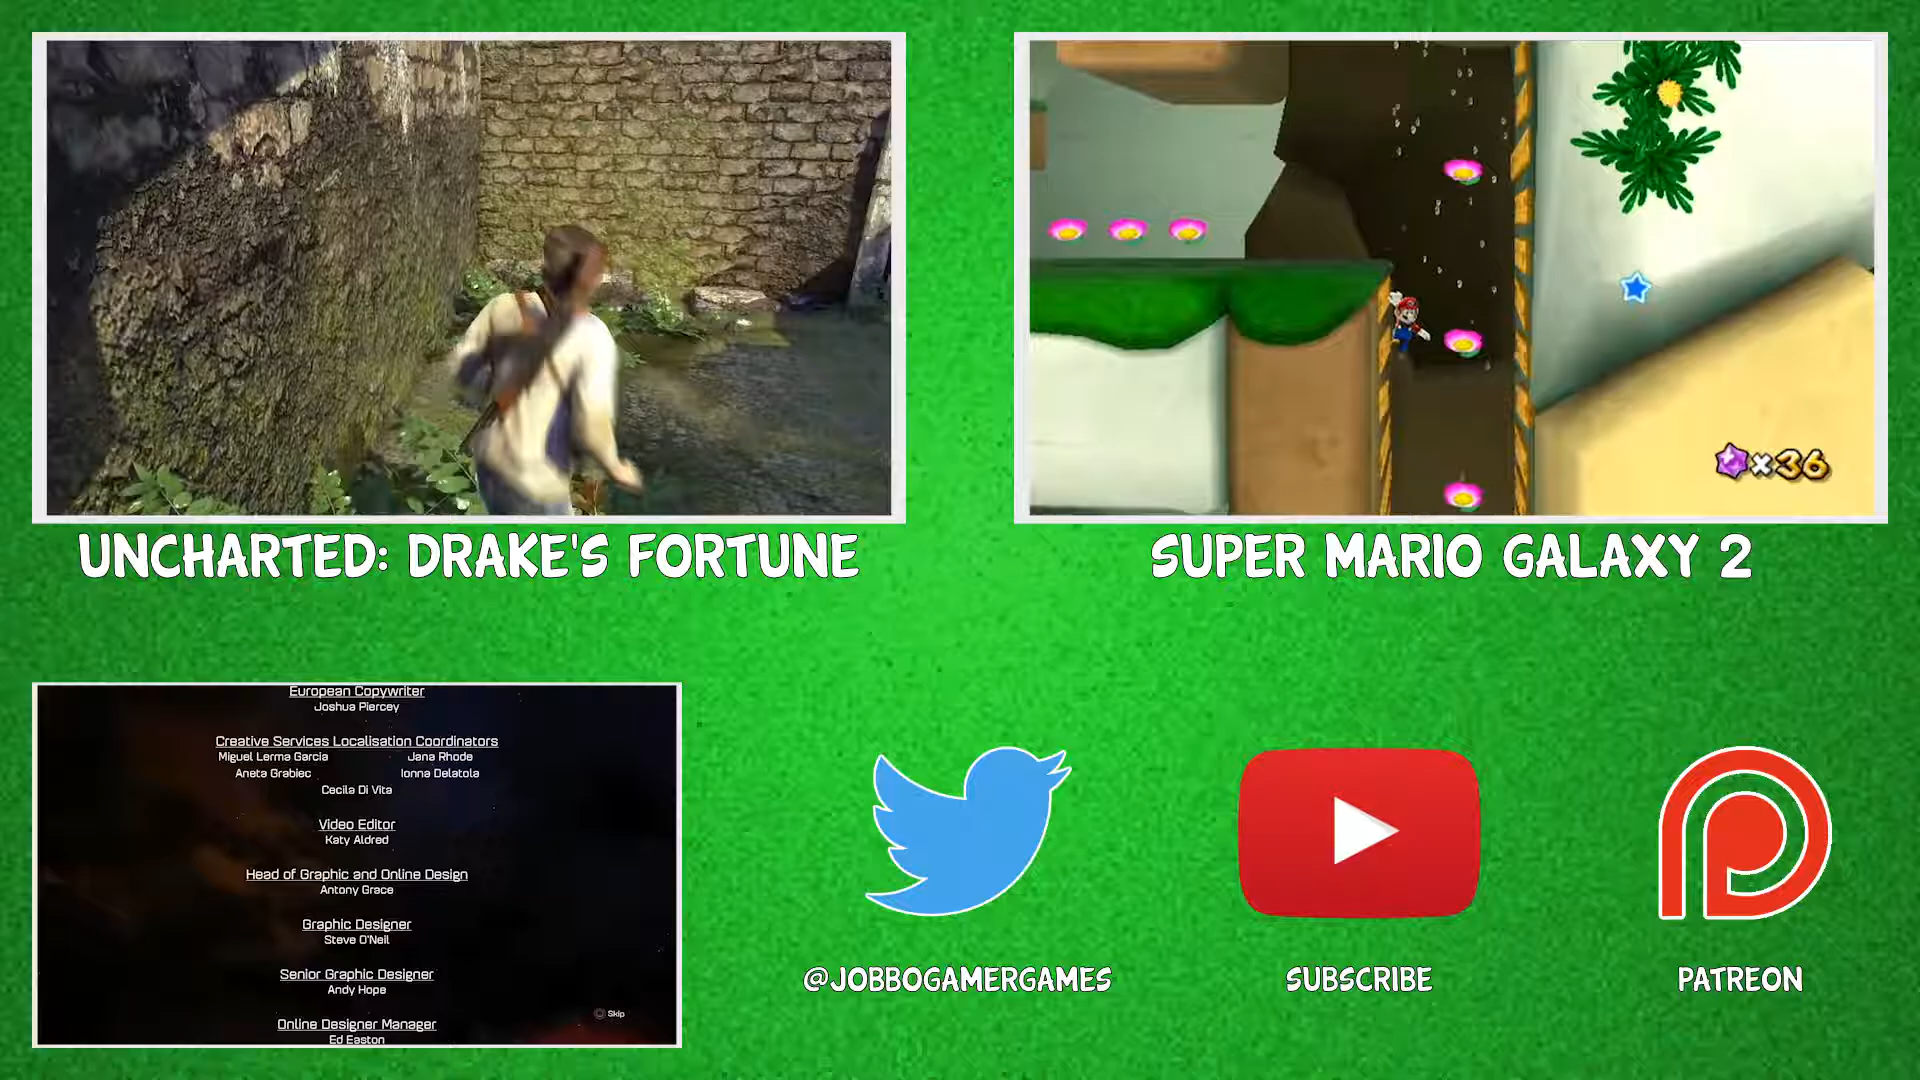 ×36
UNCHARTED: DRAKE'S FORTUNE
SUPER MARIO GALAXY 2
European Copywriter
Joshua Piercey
Creative Services Localisation Coordinators
Miguel Lerma Garcia Jana Rhode
Aneta Grabiec Ionna Delatola
Cecila Di Vita
Video Editor
Katy Aldred
Head of Graphic and Online Design
Antony Grace
Graphic Designer
Steve O'Neil
Senior Graphic Designer
Andy Hope
Skip
Online Designer Manager
Ed Easton
@JOBBOGAMERGAMES
SUBSCRIBE
PATREON